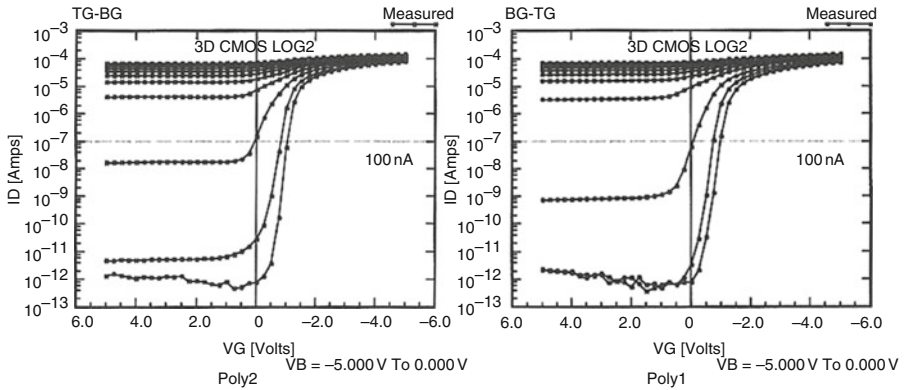 TG-BG
Measured
3D CMOS LOG2
10–3
10–4
10–5
10–6
10–7
10–8
10–9
10–10
10–11
10–12
10–13
ID [Amps]
100 nA
6.0 4.0 2.0 0 –2.0 –4.0 –6.0
VG [Volts]
VB = –5.000 V To 0.000 V
Poly2
BG-TG
Measured
3D CMOS LOG2
10–3
10–4
10–5
10–6
10–7
10–8
10–9
10–10
10–11
10–12
10–13
ID [Amps]
100 nA
6.0 4.0 2.0 0 –2.0 –4.0 –6.0
VG [Volts]
VB = –5.000 V To 0.000 V
Poly1